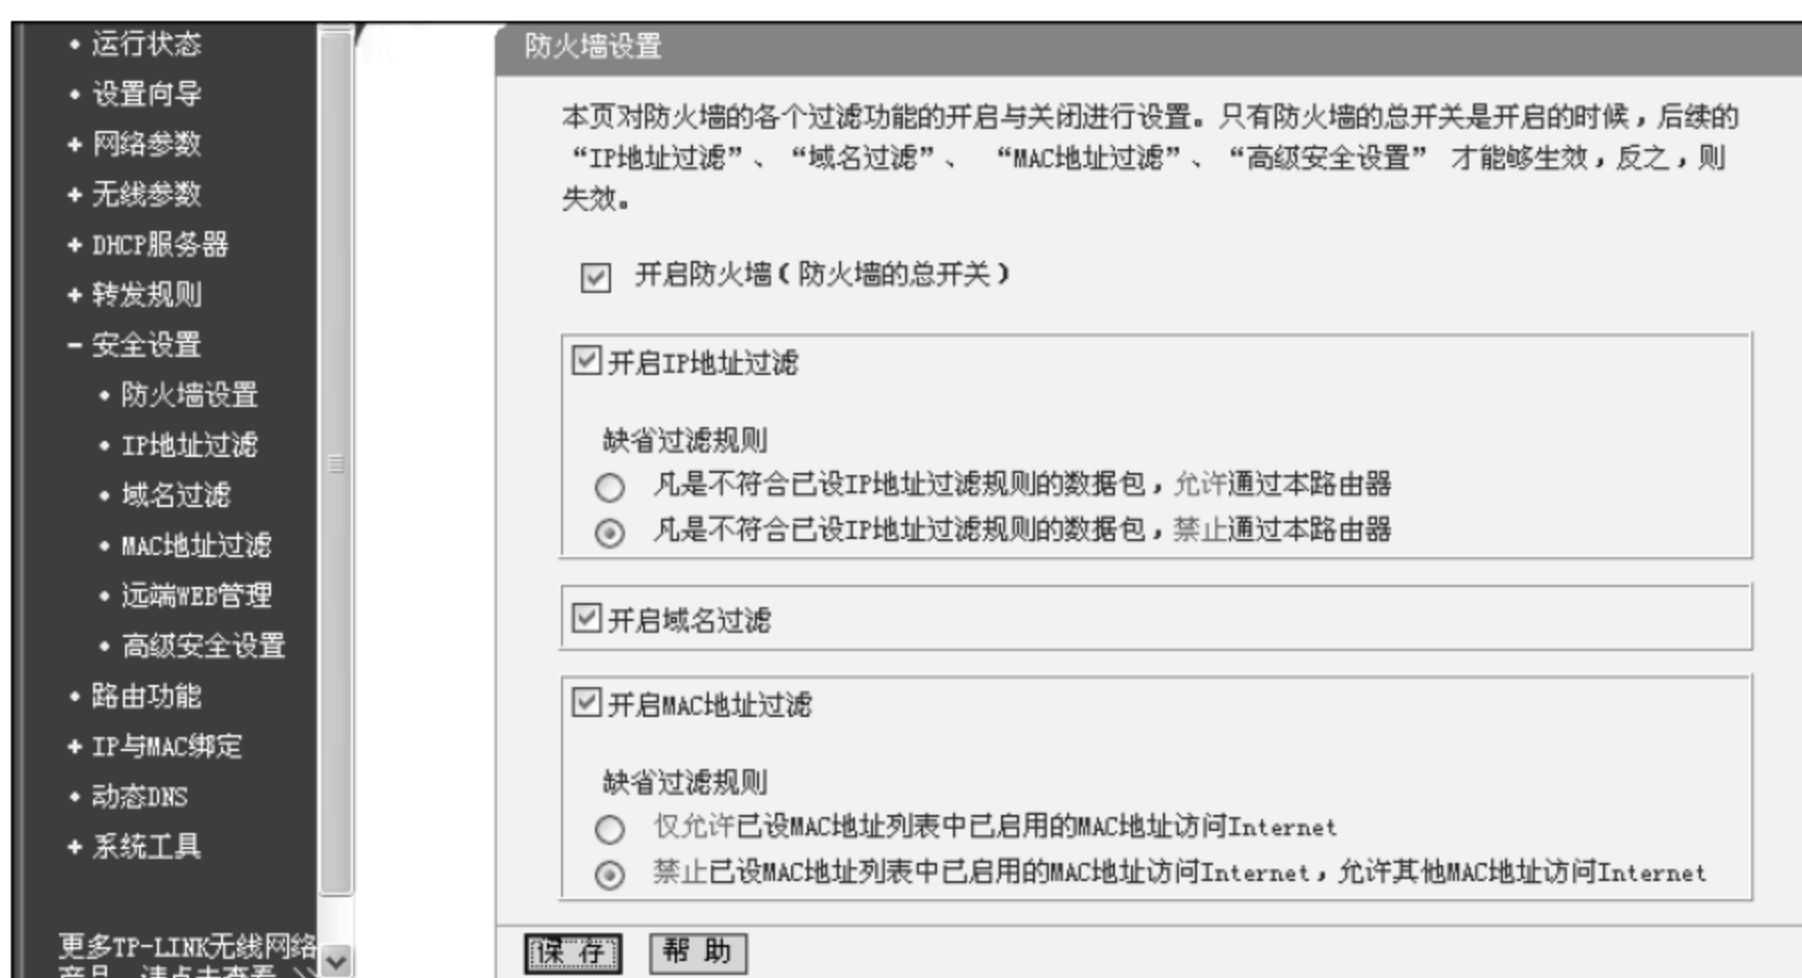 运行状态
设置向导
网络参数
无线参数
DHCP服务器
转发规则
安全设置
防火墙设置
IP地址过滤
域名过滤
MAC地址过滤
远端WEB管理
高级安全设置
路由功能
IP与MAC绑定
动态DNS
系统工具
更多TP-LINK无线网络
产品，请点击查看 >>
防火墙设置
本页对防火墙的各个过滤功能的开启与关闭进行设置。只有防火墙的总开关是开启的时候，后续的
“IP地址过滤”、“域名过滤”、 “MAC地址过滤”、“高级安全设置” 才能够生效，反之，则
失效。
开启防火墙（防火墙的总开关）
开启IP地址过滤
缺省过滤规则
凡是不符合已设IP地址过滤规则的数据包，允许通过本路由器
凡是不符合已设IP地址过滤规则的数据包，禁止通过本路由器
开启域名过滤
开启MAC地址过滤
缺省过滤规则
仅允许已设MAC地址列表中已启用的MAC地址访问Internet
禁止已设MAC地址列表中已启用的MAC地址访问Internet，允许其他MAC地址访问Internet
保 存
帮 助